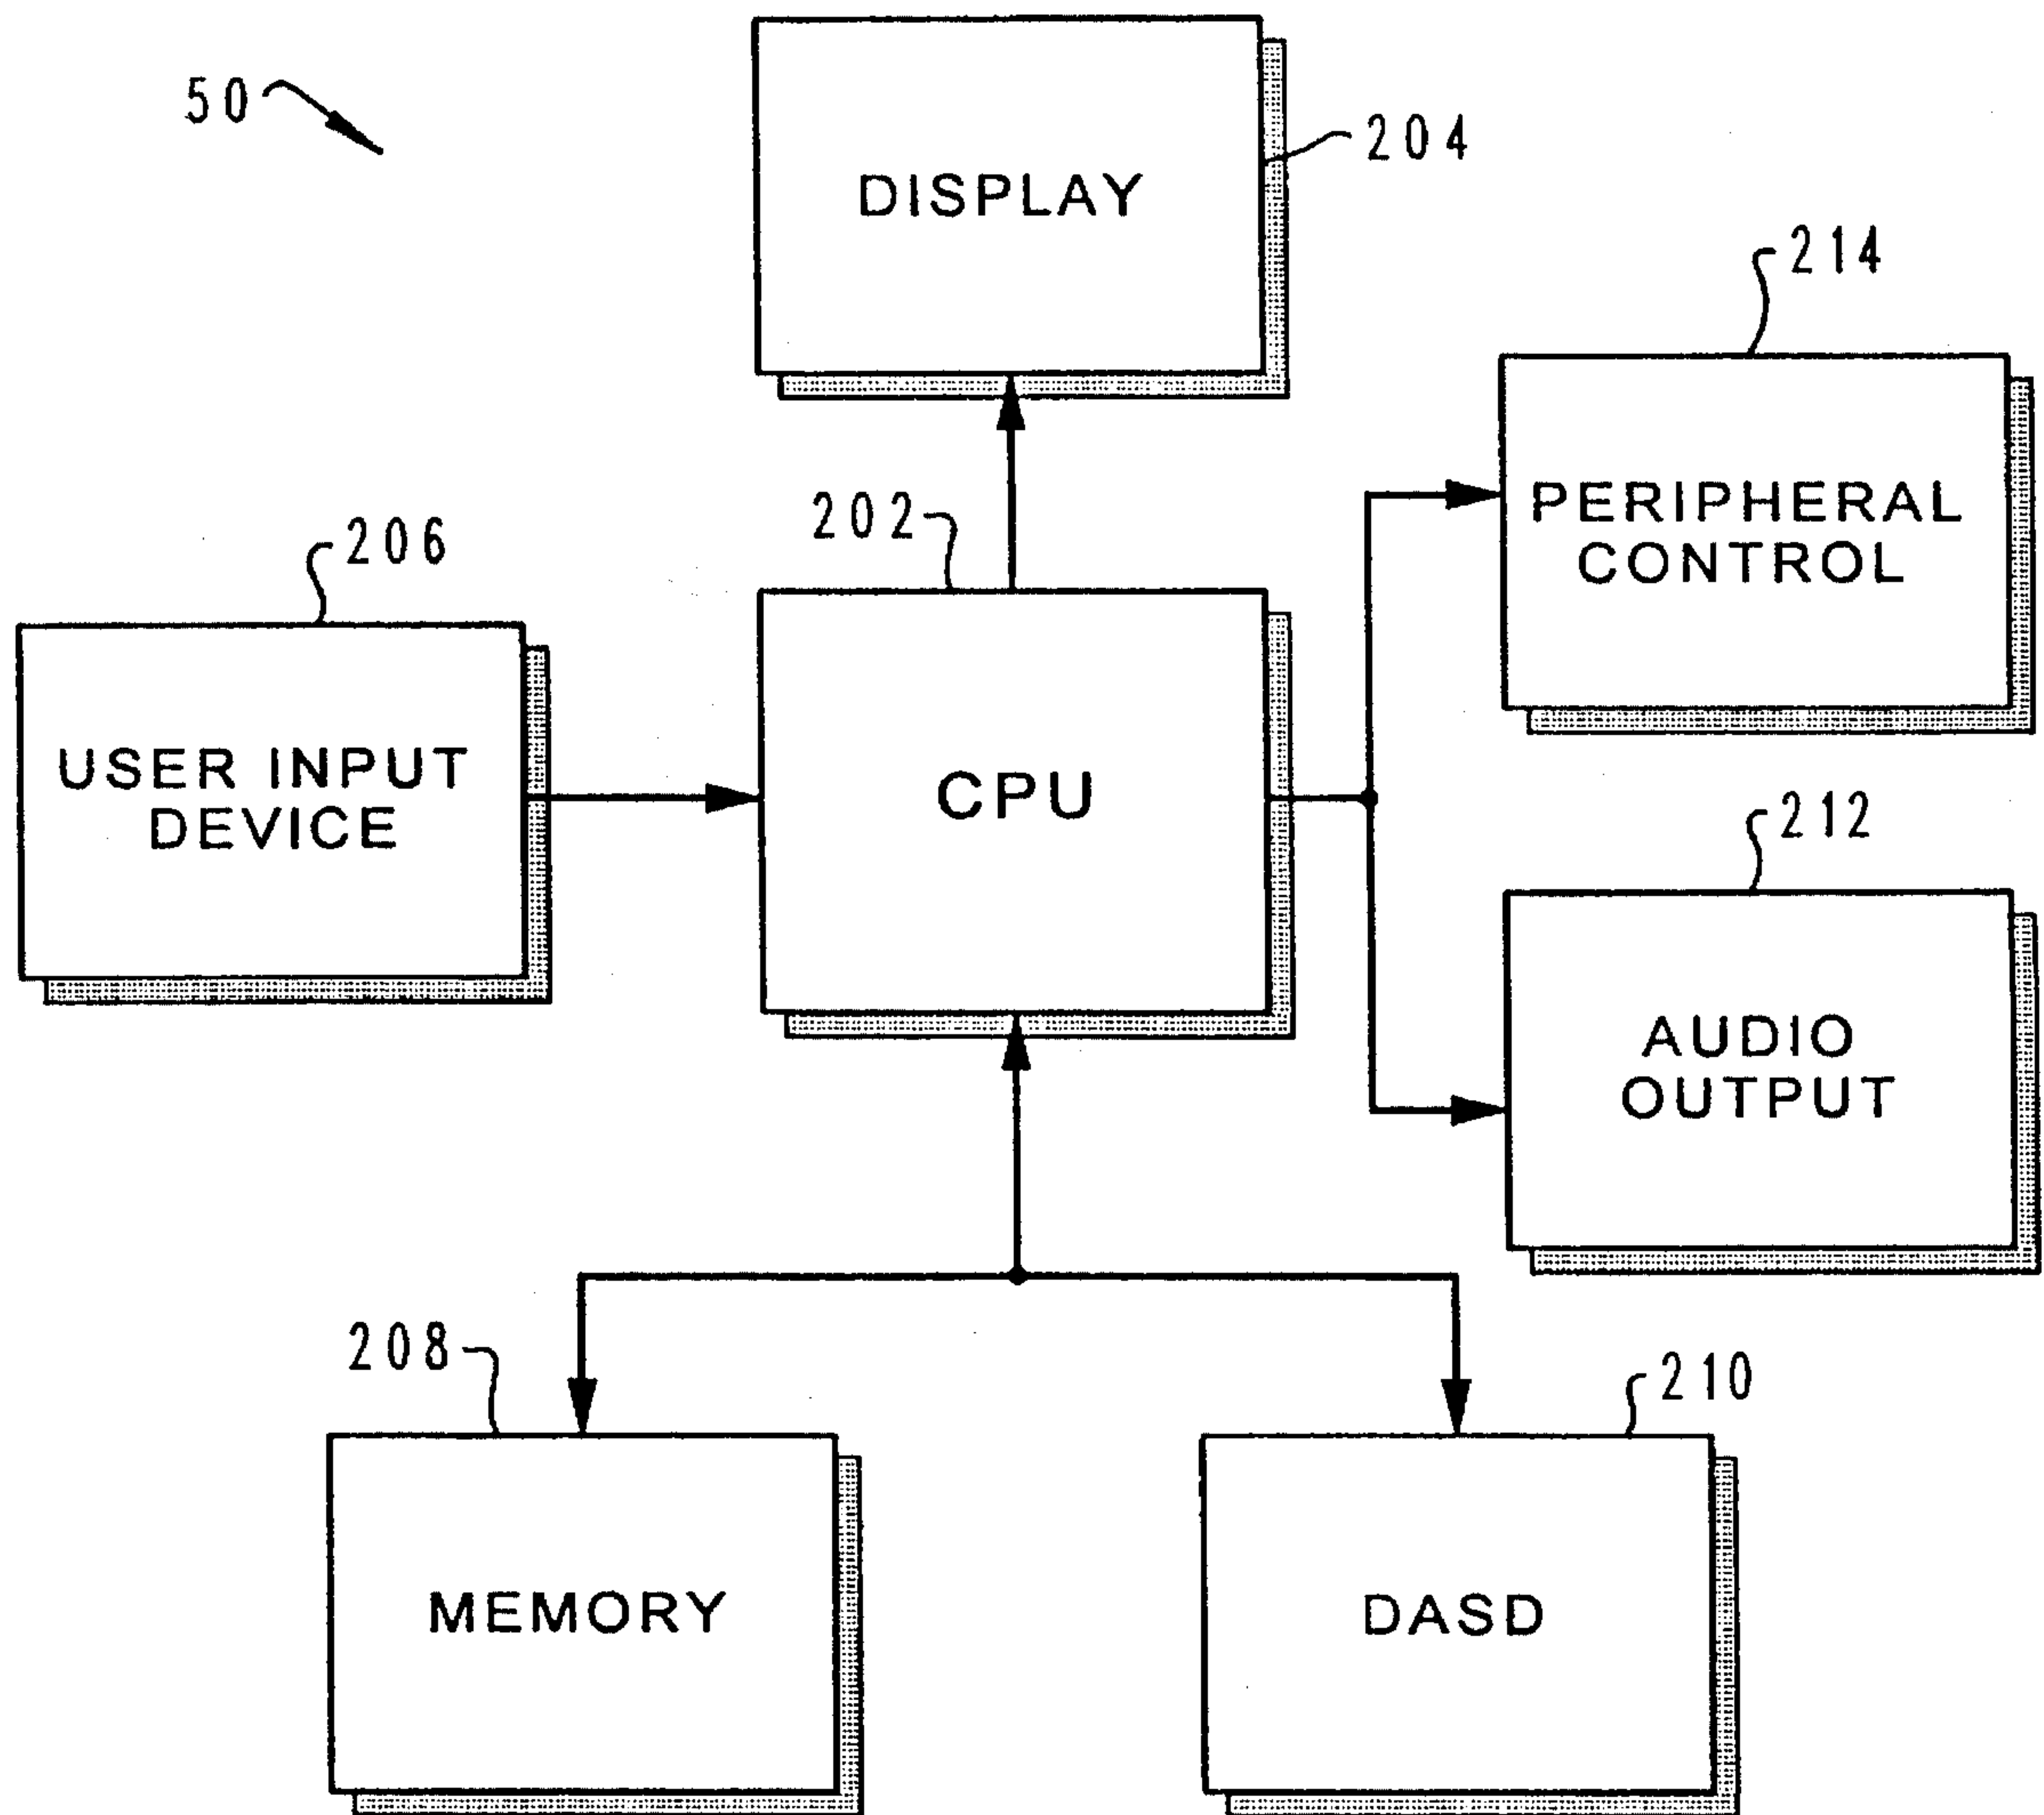 50
204
DISPLAY
214
PERIPHERAL
CONTROL
202
206
USER INPUT
DEVICE
CPU
212
AUDIO
OUTPUT
208
210
MEMORY
DASD